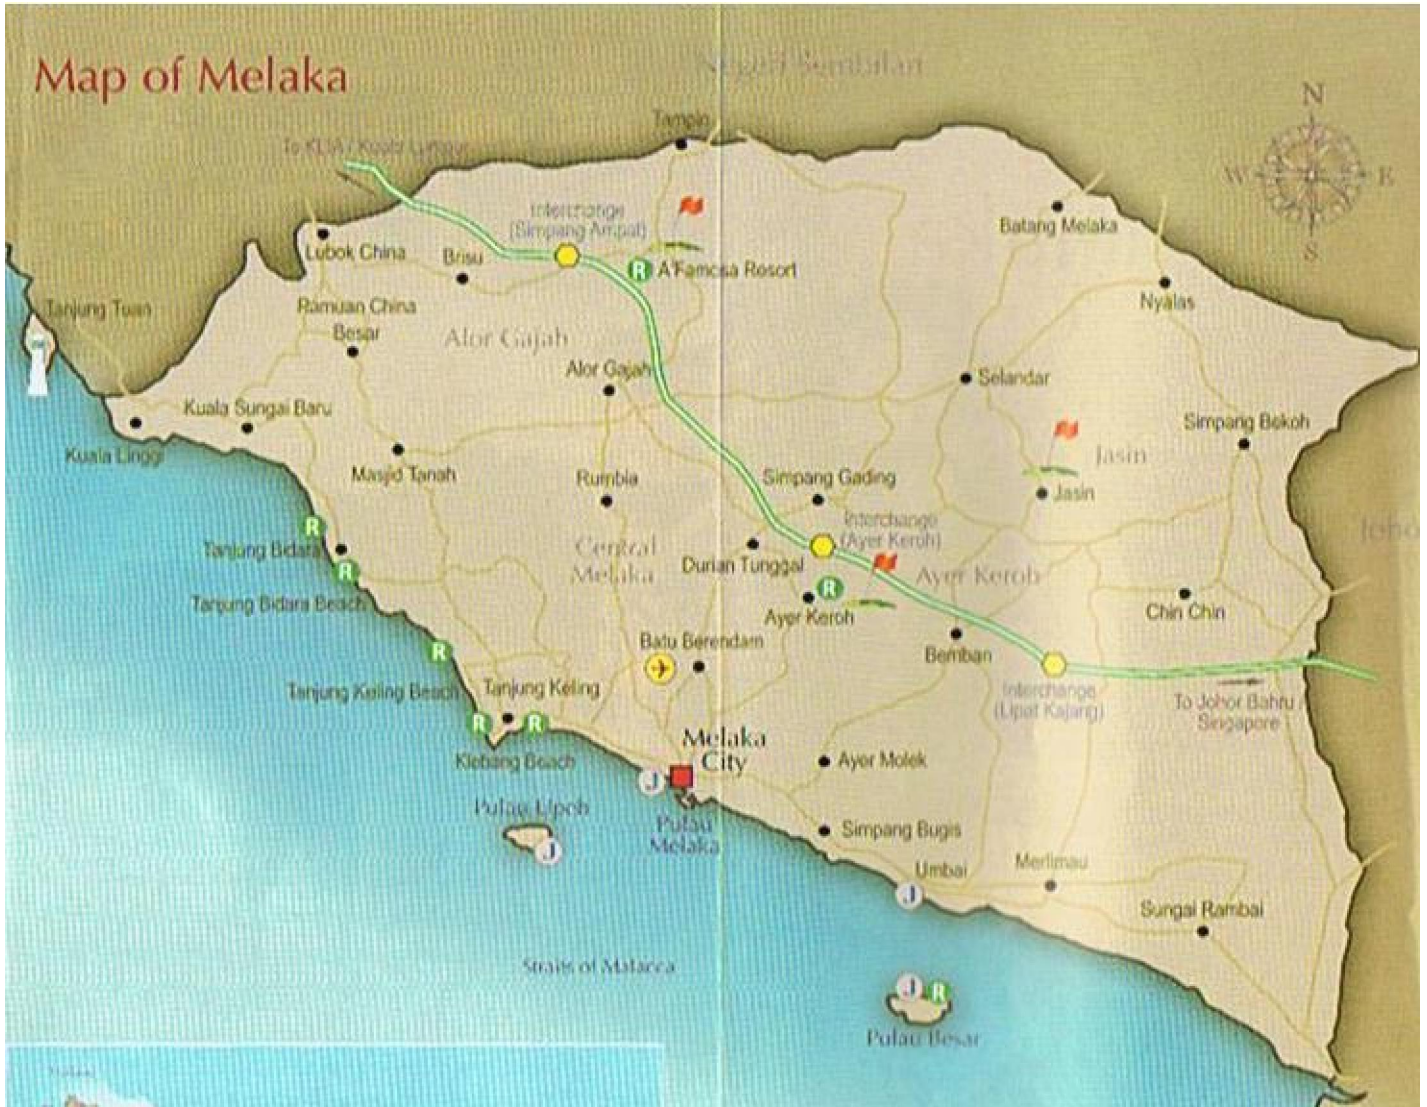 Map of Melaka
Negeri Sembilan
N
W
E
S
Tampin
To KLIA / Kuala Lumpur
Interchange
(Simpang Ampat)
Batang Melaka
Lubok China
Brisu
R
A'Famosa Resort
Tanjung Tuan
Ramuan China
Besar
Nyalas
Alor Gajah
Alor Gajah
Selandar
Kuala Sungai Baru
Simpang Bekoh
Kuala Linggi
Masjid Tanah
Jasin
Rumbia
Simpang Gading
Jasin
R
Interchange
(Ayer Keroh)
Tanjung Bidara
Central
Melaka
Durian Tunggal
Ayer Keroh
R
R
Tanjung Bidara Beach
Ayer Keroh
Chin Chin
R
Batu Berendam
Bemban
Tanjung Keling Beach
Tanjung Keling
Interchange
(Lipat Kajang)
To Johor Bahru /
Singapore
R
R
Klebang Beach
Melaka
City
Ayer Molek
J
Pulau Upeh
J
Pulau
Melaka
Simpang Bugis
Umbai
J
Merlimau
Sungai Rambai
Straits of Malacca
J
R
Pulau Besar